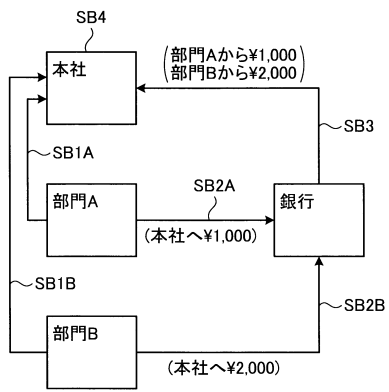 SB4
本社
部門Aから¥1,000
部門Bから¥2,000
SB1A
SB3
SB2A
部門A
銀行
(本社へ¥1,000)
SB1B
SB2B
部門B
(本社へ¥2,000)